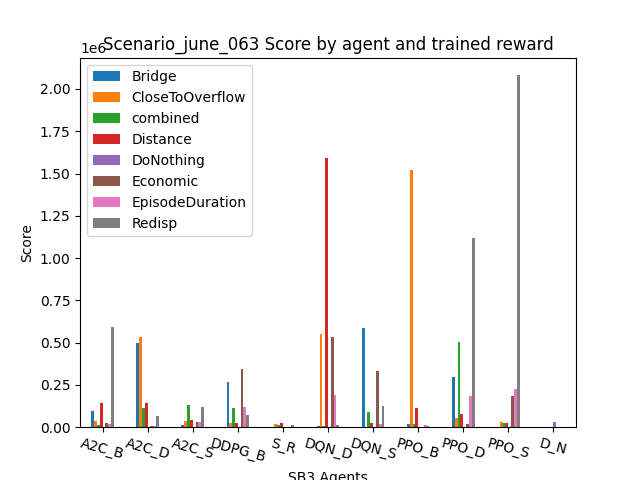 1e6
Scenario_june_063 Score by agent and trained reward
Bridge
CloseToOverflow
combined
Distance
DoNothing
Economic
EpisodeDuration
Redisp
2.00
1.75
1.50
1.25
1.00
0.75
0.50
0.25
0.00
Score
A2C_B
A2C_D
A2C_S
DDPG_B
S_R
DQN_D
DQN_S
PPO_B
PPO_D
PPO_S
D_N
SB3 Agents